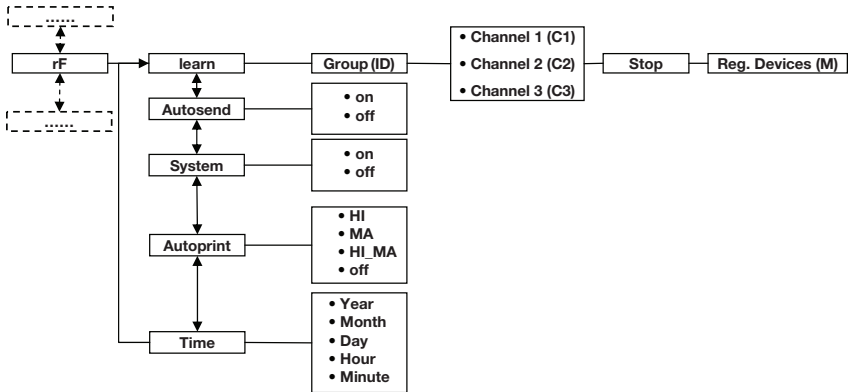 ......
rF
......
learn
Group (ID)
• Channel 1 (C1)
• Channel 2 (C2)
• Channel 3 (C3)
Stop
Reg. Devices (M)
Autosend
• on
• off
System
• on
• off
Autoprint
• HI
• MA
• HI_MA
• off
Time
• Year
• Month
• Day
• Hour
• Minute